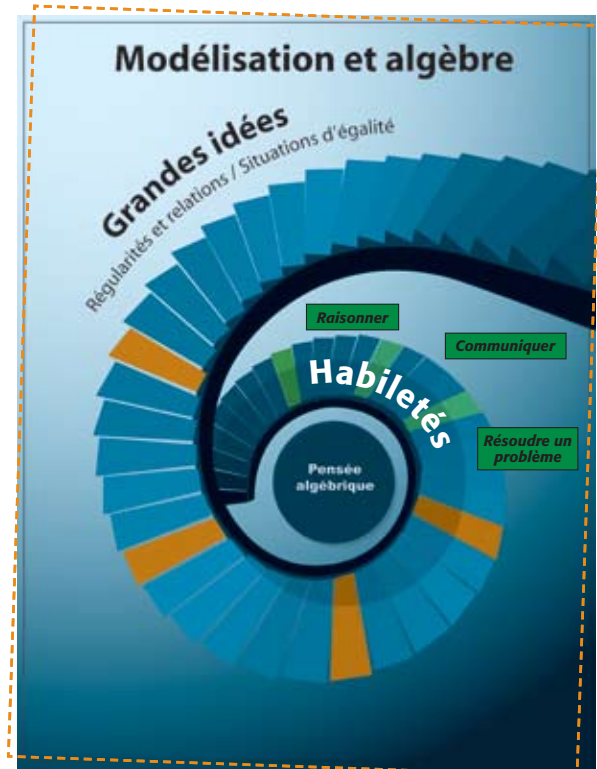 Modélisation et algèbre
Grandes idées
Régularités et relations / Situations d'égalité
Raisonner
Communiquer
Habiletés
Résoudre un
problème
Pensée
algébrique